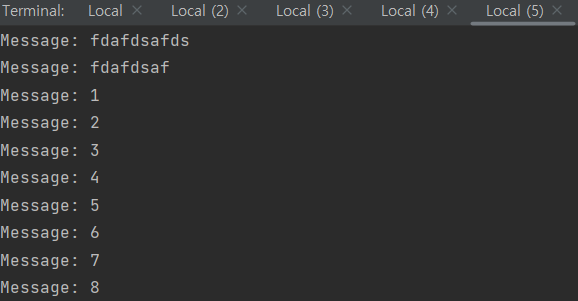 Terminal: Local Local (2) Local (3) Local (4) Local (5)
Message: fdafdsafds
Message: fdafdsaf
Message: 1
Message: 2
Message: 3
Message: 4
Message: 5
Message: 6
Message: 7
Message: 8